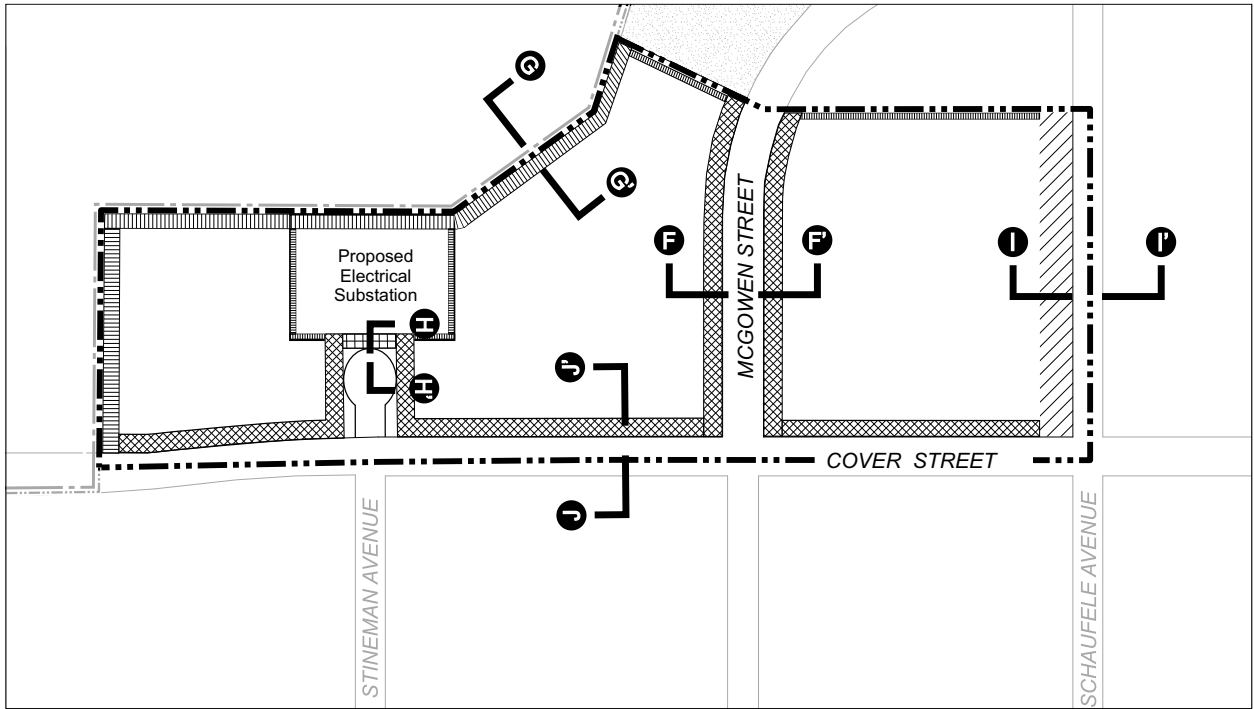 G
G'
F
F'
I
I'
MCGOWEN STREET
Proposed
Electrical
Substation
H
H'
J'
COVER STREET
J
STINEMAN AVENUE
SCHAUFELE AVENUE